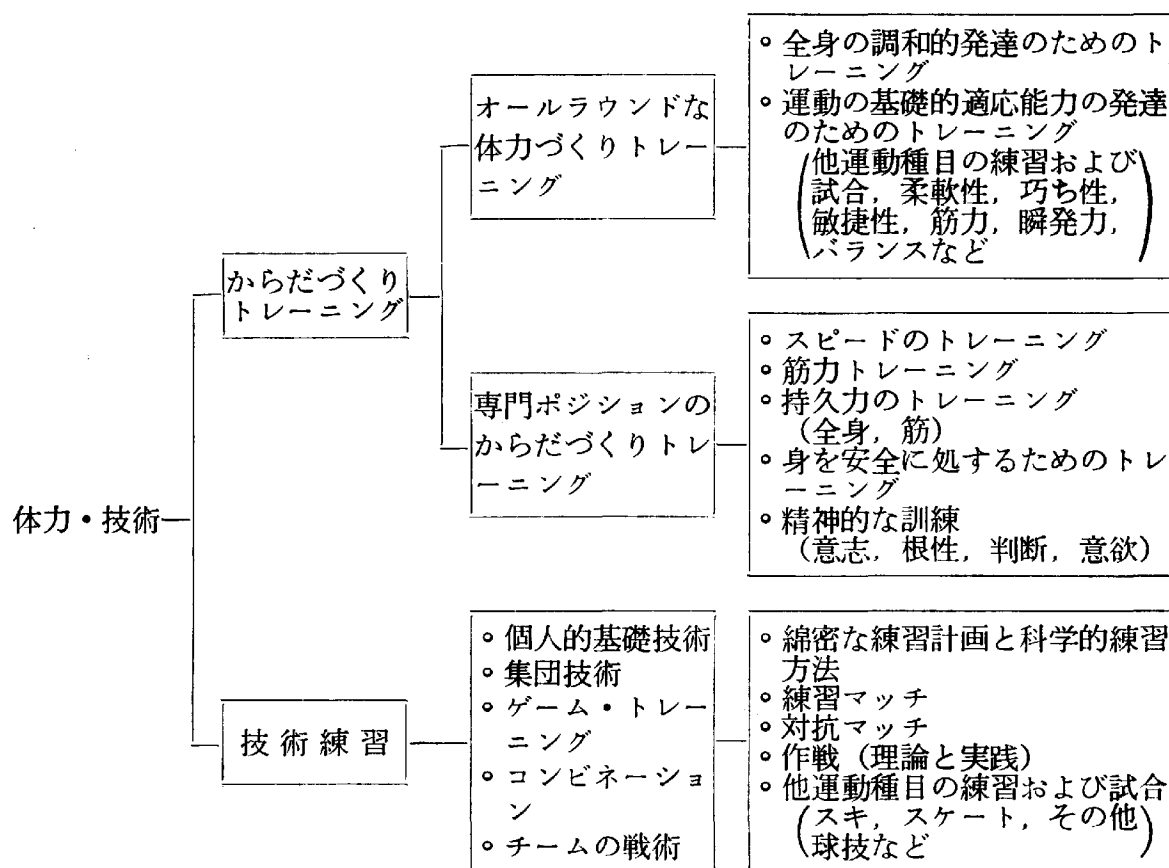 体力・技術
からだづくり
トレーニング
オールラウンドな
体力づくりトレー
ニング
。全身の調和的発達のためのト
レーニング
。運動の基礎的適応能力の発達
のためのトレーニング
(他運動種目の練習および
試合,柔軟性,巧ち性,
敏捷性,筋力,瞬発力,
バランスなど)
専門ポジションの
からだづくりトレ
ーニング
。スピードのトレーニング
。筋力トレーニング
。持久力のトレーニング
(全身,筋)
。身を安全に処するためのトレ
ーニング
。精神的な訓練
(意志,根性,判断,意欲)
技術練習
。個人的基礎技術
。集団技術
。ゲーム・トレー
ニング
。コンビネーショ
ン
。チームの戦術
。綿密な練習計画と科学的練習
方法
。練習マッチ
。対抗マッチ
。作戦(理論と実践)
。他運動種目の練習および試合
(スキ,スケート,その他
球技など)